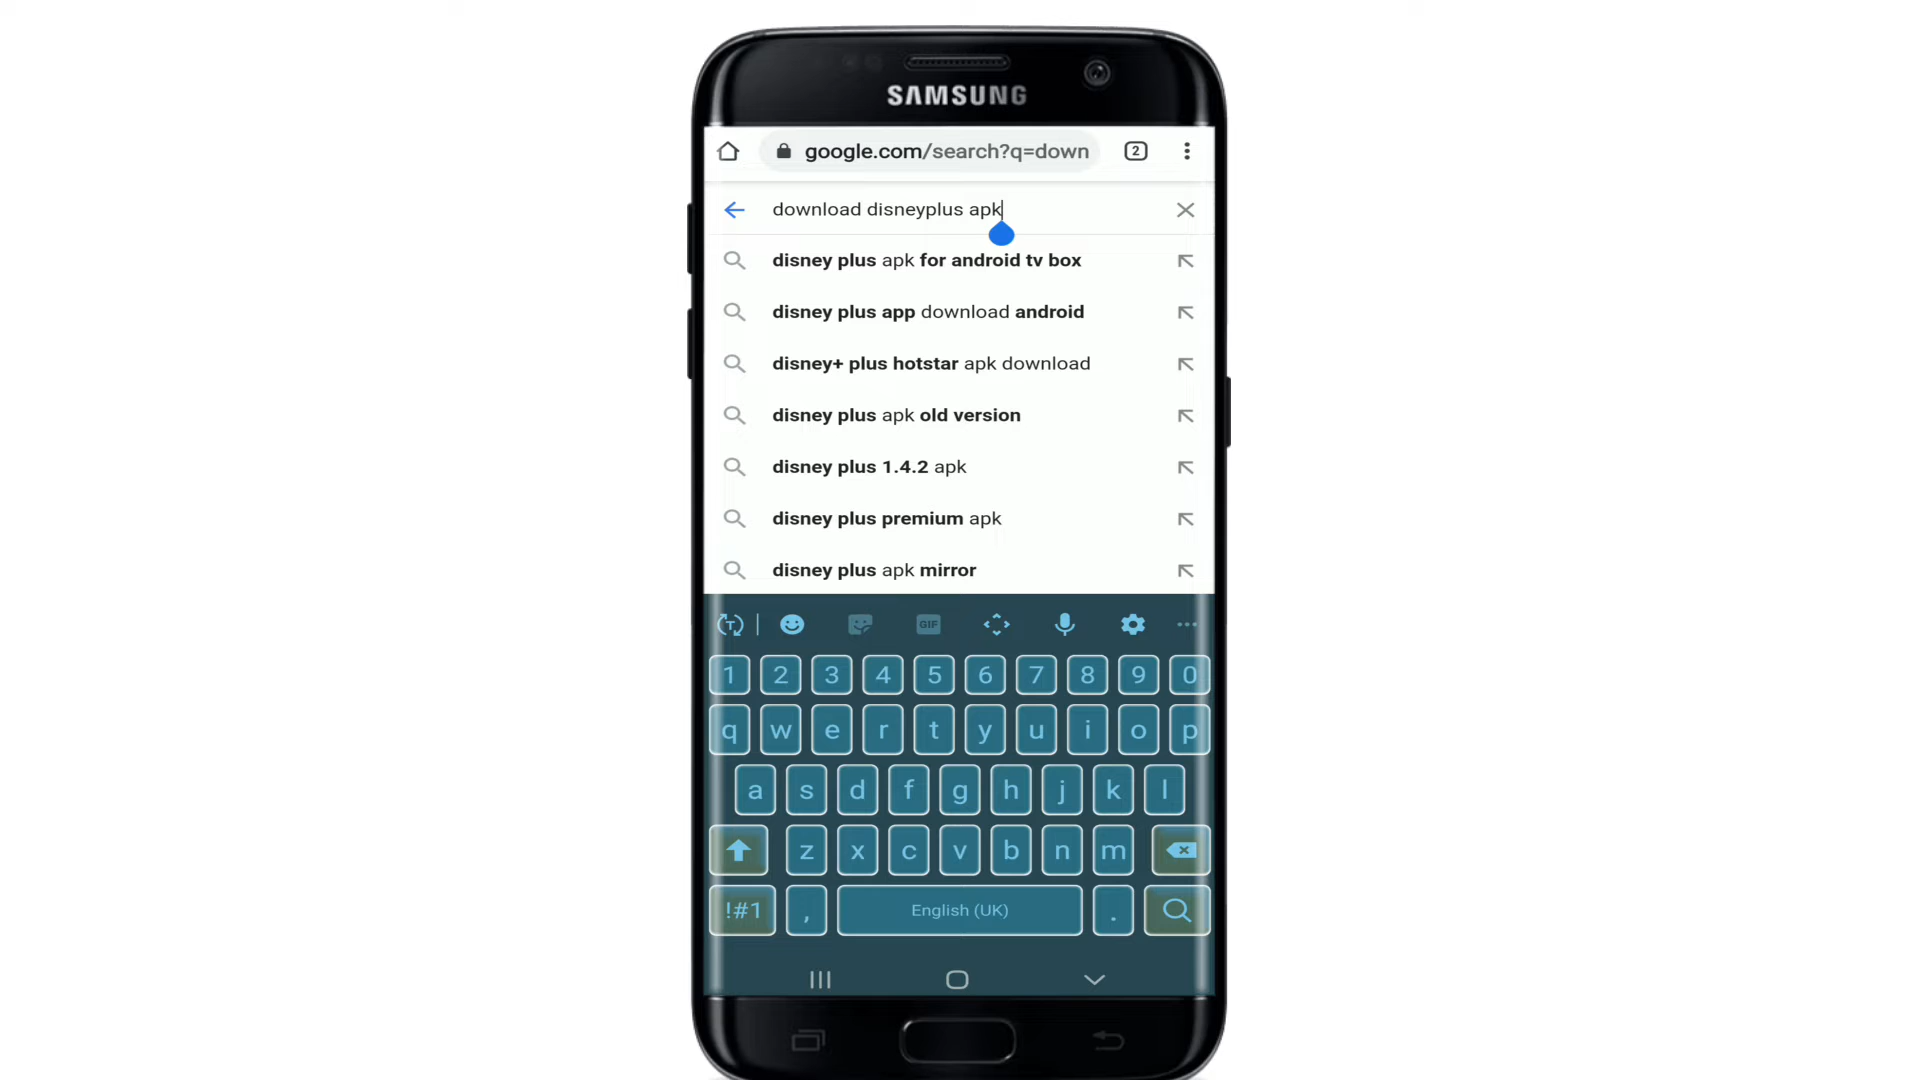 SAMSUNG
google.com/search?q=down
2
download disneyplus apk
disney plus apk for android tv box
disney plus app download android
disney+ plus hotstar apk download
disney plus apk old version
disney plus 1.4.2 apk
disney plus premium apk
disney plus apk mirror
T GIF
1 2 3 4 5 6 7 8 9 0
q w e r t y u i o p
a s d f g h j k l
z x c v b n m
!#1 , English (UK) .